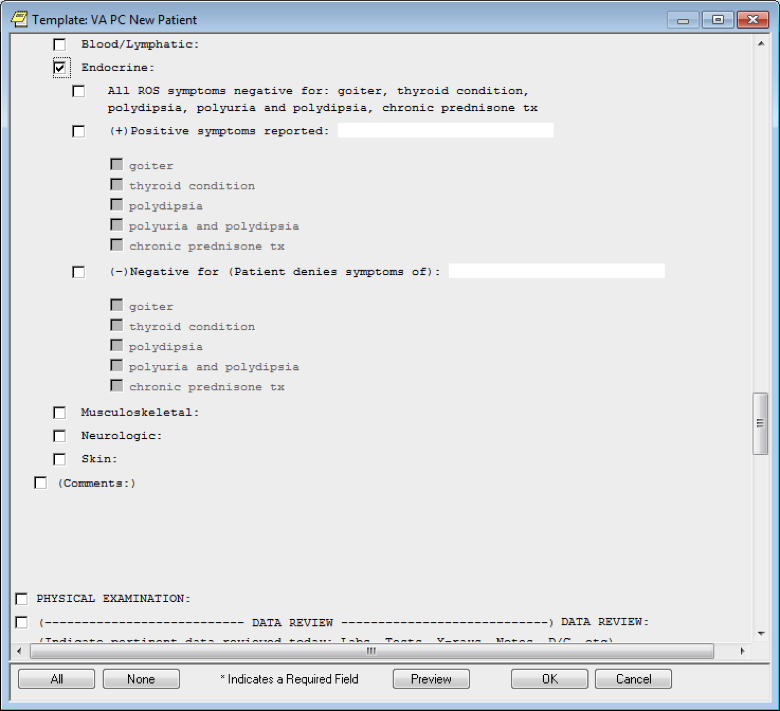 Template: VA PC New Patient
Blood/Lymphatic:
Endocrine:
All ROS symptoms negative for: goiter, thyroid condition,
polydipsia, polyuria and polydipsia, chronic prednisone tx
(+)Positive symptoms reported:
goiter
thyroid condition
polydipsia
polyuria and polydipsia
chronic prednisone tx
(-)Negative for (Patient denies symptoms of):
goiter
thyroid condition
polydipsia
polyuria and polydipsia
chronic prednisone tx
Musculoskeletal:
Neurologic:
Skin:
(Comments:)
PHYSICAL EXAMINATION:
(--------------------------- DATA REVIEW ----------------------------) DATA REVIEW:
(Indicate pertinent data reviewed today: Labs, Tests, X-rays, Notes, D/C, etc)
All
None
* Indicates a Required Field
Preview
OK
Cancel